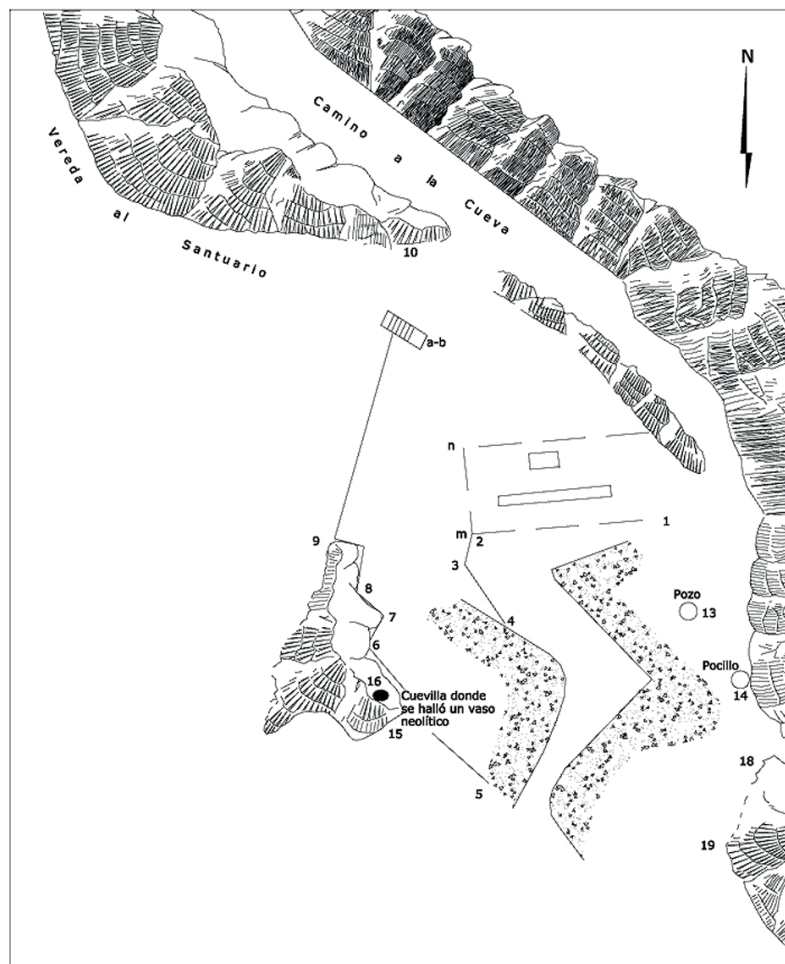 N
Camino a la Cueva
Vereda al Santuario
10
a-b
n
m
1
2
9
3
8
Pozo
13
7
4
6
Pocillo
16
14
Cuevilla donde
se halló un vaso
neolítico
15
18
5
19